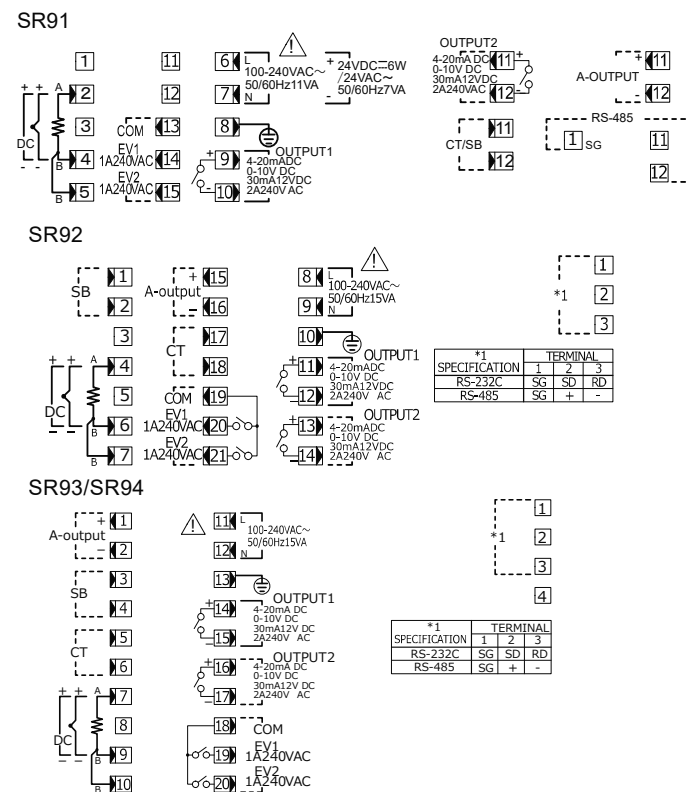 SR91
1 11 6 L 100-240VAC~ + 24VDC=6W
50/60Hz11VA /24VAC~
2 12 7 N - 50/60Hz7VA
+ + A
DC
- - B
B
3 COM 13 8
4 EV1 14 + 9 OUTPUT1
1A240VAC 4-20mADC
0-10V DC
5 EV2 15 - 10 30mA12VDC
1A240VAC 2A240V AC
OUTPUT2
4-20mA DC 11 +
0-10V DC
30mA12VDC
2A240VAC 12 -
CT/SB 11
12
A-OUTPUT + 11
- 12
RS-485
1 SG 11
12
SR92
SB 1
2
A-output + 15
- 16
8 L 100-240VAC~
9 N 50/60Hz15VA
3 CT 17 10
+ + A 4 18
DC
- - B
B
+ 11 OUTPUT1
4-20mADC
0-10V DC
- 12 30mA12VDC
2A240V AC
5 COM 19
6 EV1 20
1A240VAC
7 EV2 21
1A240VAC
+ 13 OUTPUT2
4-20mADC
0-10V DC
- 14 30mA12VDC
2A240V AC
*1 1
2
3
*1 TERMINAL
SPECIFICATION 1 2 3
RS-232C SG SD RD
RS-485 SG + -
SR93/SR94
A-output + 1
- 2
11 L 100-240VAC~
12 N 50/60Hz15VA
SB 3
4
13
CT 5
6
+ 14 OUTPUT1
4-20mA DC
0-10V DC
- 15 30mA12V DC
2A240V AC
+ 16 OUTPUT2
4-20mA DC
0-10V DC
- 17 30mA12V DC
2A240V AC
+ + A 7
DC 8
- - B 9
B 10
18 COM
19 EV1
1A240VAC
20 EV2
1A240VAC
*1 1
2
3
4
*1 TERMINAL
SPECIFICATION 1 2 3
RS-232C SG SD RD
RS-485 SG + -